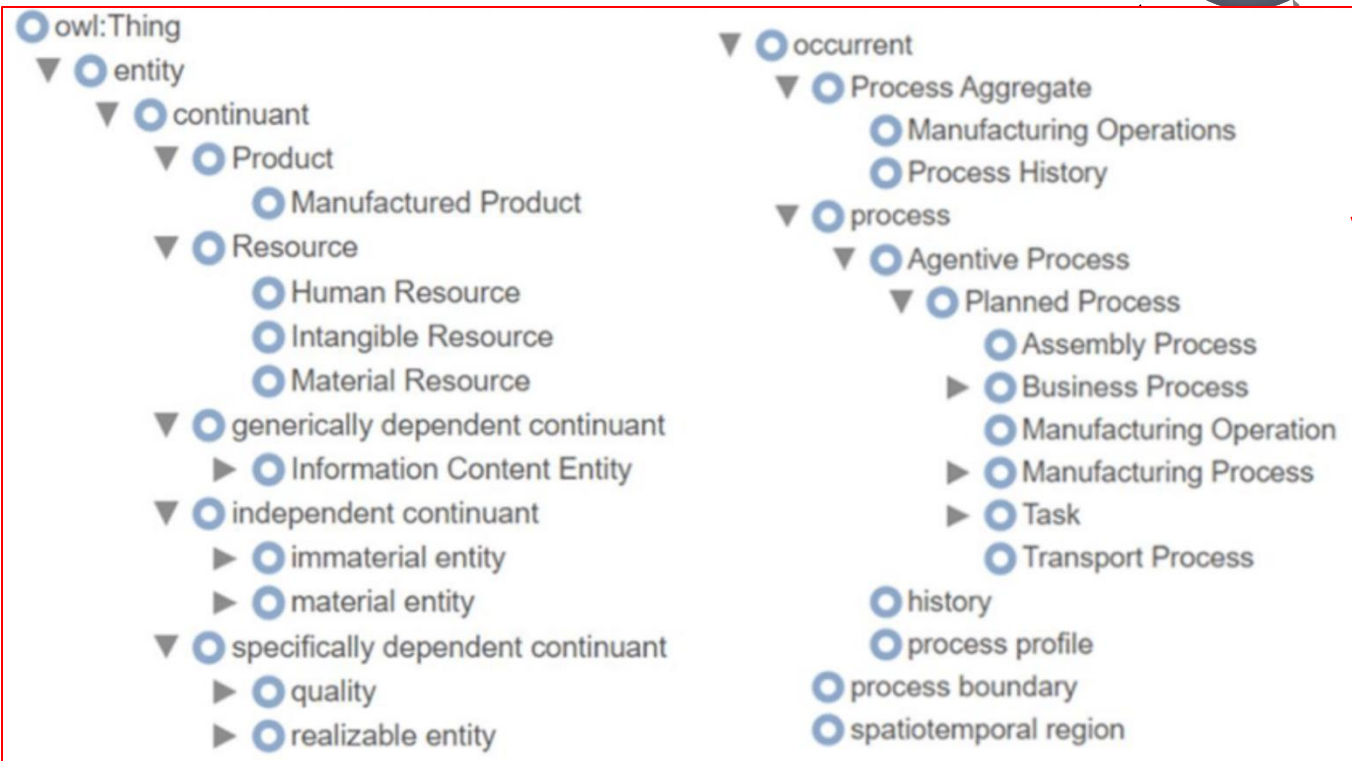 owl:Thing
entity
continuant
Product
Manufactured Product
Resource
Human Resource
Intangible Resource
Material Resource
generically dependent continuant
Information Content Entity
independent continuant
immaterial entity
material entity
specifically dependent continuant
quality
realizable entity
occurrent
Process Aggregate
Manufacturing Operations
Process History
process
Agentive Process
Planned Process
Assembly Process
Business Process
Manufacturing Operation
Manufacturing Process
Task
Transport Process
history
process profile
process boundary
spatiotemporal region